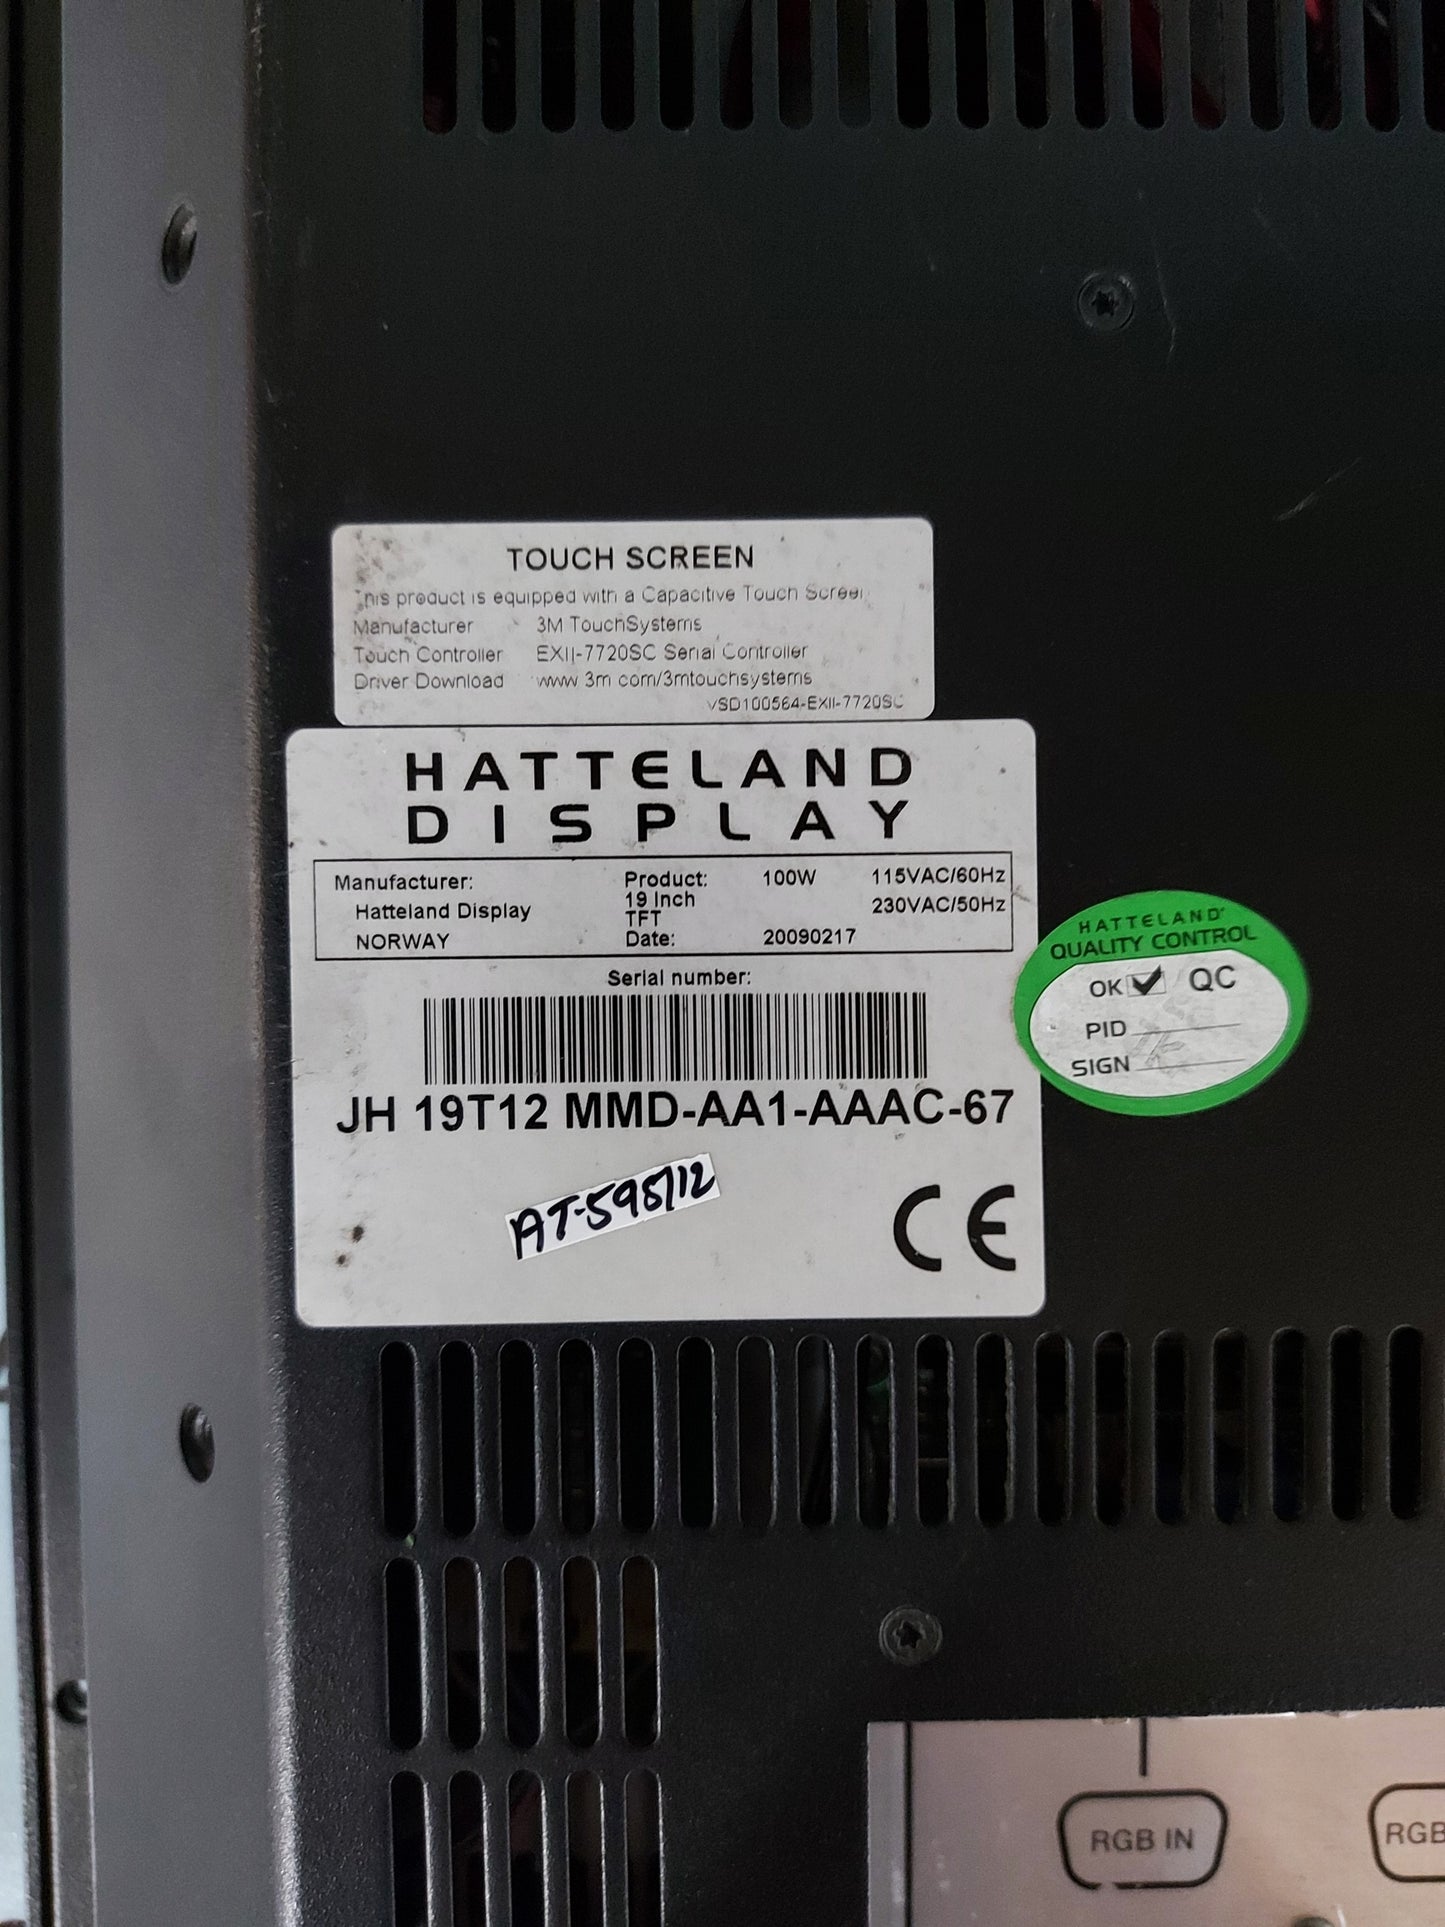 TOUCH SCREEN
This product is equipped with a Capacitive Touch Screen
Manufacturer 3M TouchSystems
Touch Controller EXII-7720SC Serial Controller
Driver Download www.3m.com/3mtouchsystems
VSD100564-EXII-7720SC
HATTELAND
DISPLAY
Manufacturer: Product: 100W 115VAC/60Hz
Hatteland Display 19 Inch 230VAC/50Hz
TFT
NORWAY Date: 20090217
Serial number:
JH 19T12 MMD-AA1-AAAC-67
AT-598/12
CE
HATTELAND®
QUALITY CONTROL
OK QC
PID
SIGN
RGB IN
RGB